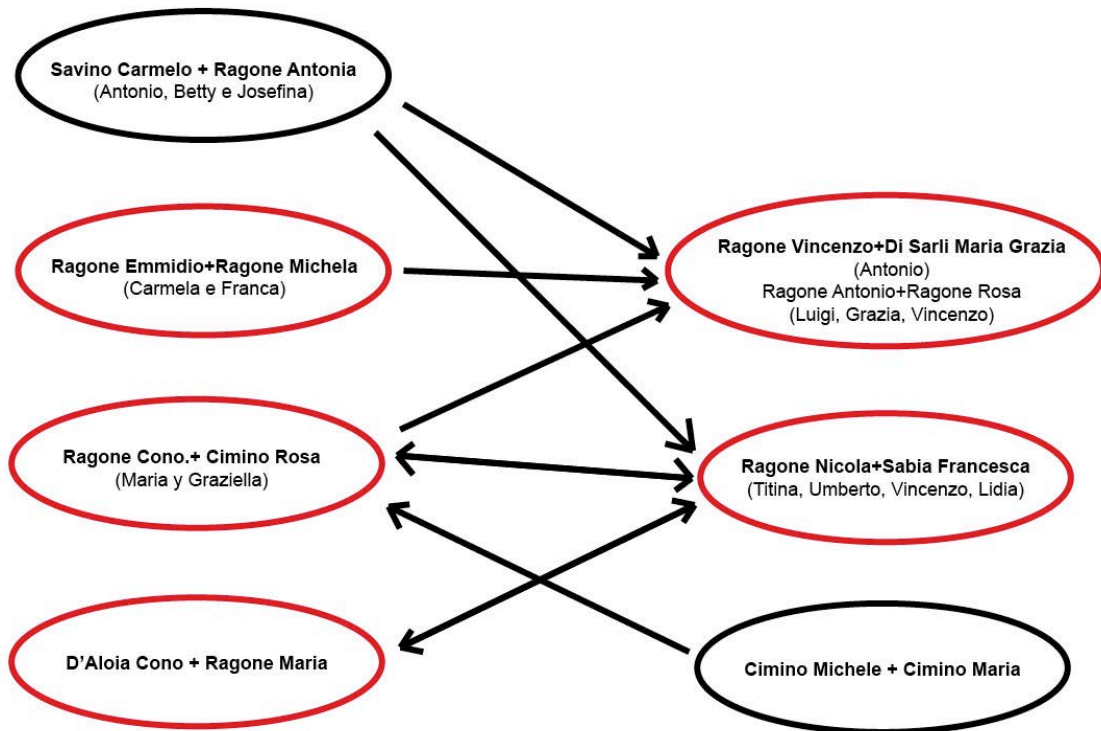 Savino Carmelo + Ragone Antonia
(Antonio, Betty e Josefina)
Ragone Emmidio+Ragone Michela
(Carmela e Franca)
Ragone Cono.+ Cimino Rosa
(Maria y Graziella)
D'Aloia Cono + Ragone Maria
Ragone Vincenzo+Di Sarli Maria Grazia
(Antonio)
Ragone Antonio+Ragone Rosa
(Luigi, Grazia, Vincenzo)
Ragone Nicola+Sabia Francesca
(Titina, Umberto, Vincenzo, Lidia)
Cimino Michele + Cimino Maria